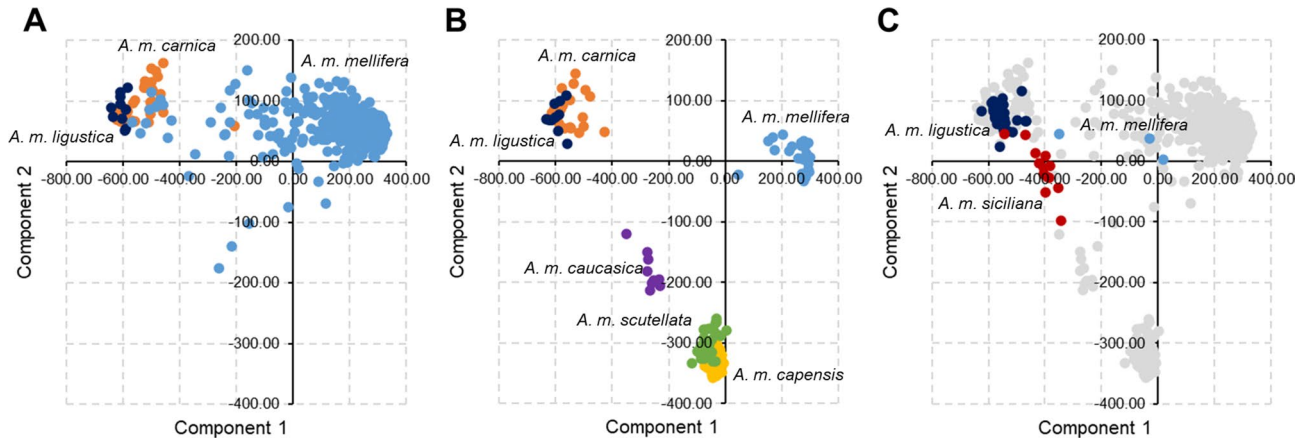 A
A. m. carnica
A. m. mellifera
A. m. ligustica
200.00
100.00
0.00
-800.00 -600.00 -400.00 -200.00 0.00 200.00 400.00
-100.00
-200.00
-300.00
-400.00
Component 2
Component 1
B
A. m. carnica
A. m. mellifera
A. m. ligustica
A. m. caucasica
A. m. scutellata
A. m. capensis
200.00
100.00
0.00
-800.00 -600.00 -400.00 -200.00 0.00 200.00 400.00
-100.00
-200.00
-300.00
-400.00
Component 2
Component 1
C
A. m. ligustica
A. m. mellifera
A. m. siciliana
200.00
100.00
0.00
-800.00 -600.00 -400.00 -200.00 0.00 200.00 400.00
-100.00
-200.00
-300.00
-400.00
Component 2
Component 1